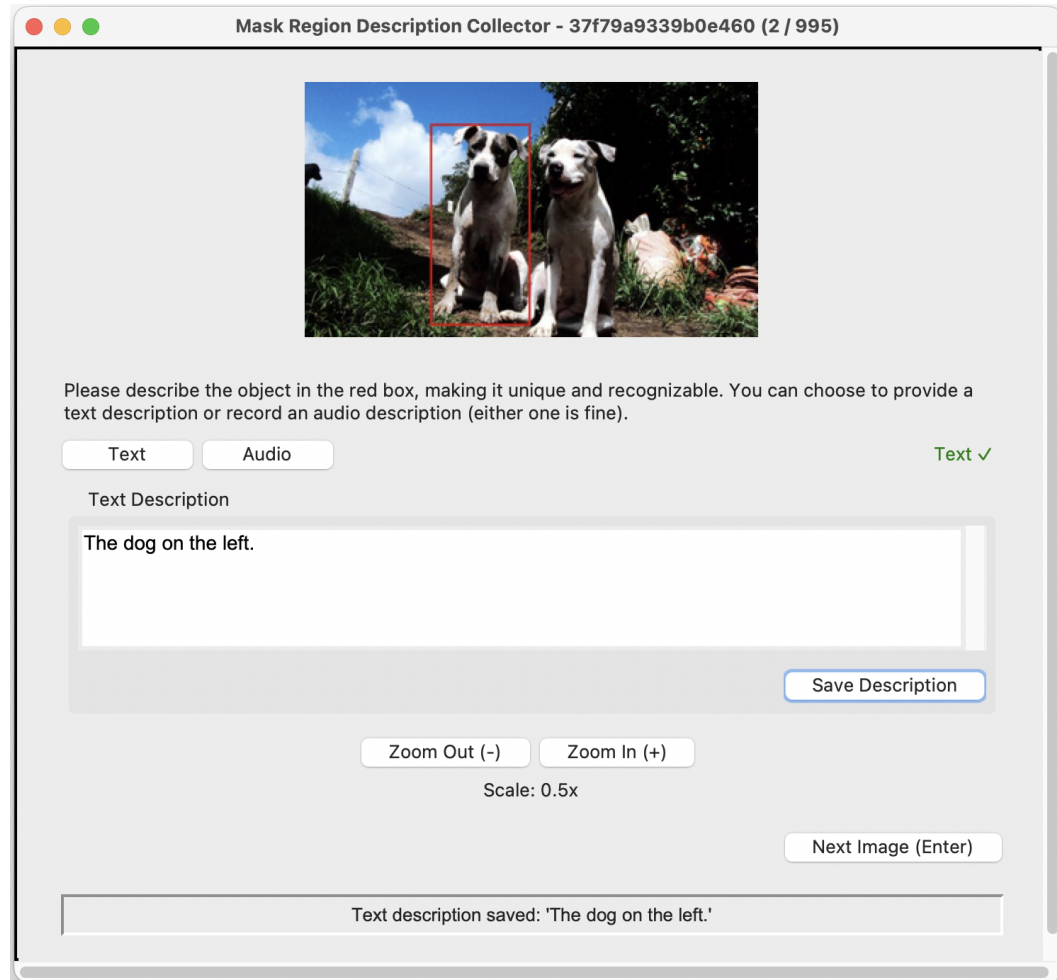 Mask Region Description Collector - 37f79a9339b0e460 (2 / 995)
Please describe the object in the red box, making it unique and recognizable. You can choose to provide a
text description or record an audio description (either one is fine).
Text Audio Text ✓
Text Description
The dog on the left.
Save Description
Zoom Out (-) Zoom In (+)
Scale: 0.5x
Next Image (Enter)
Text description saved: 'The dog on the left.'